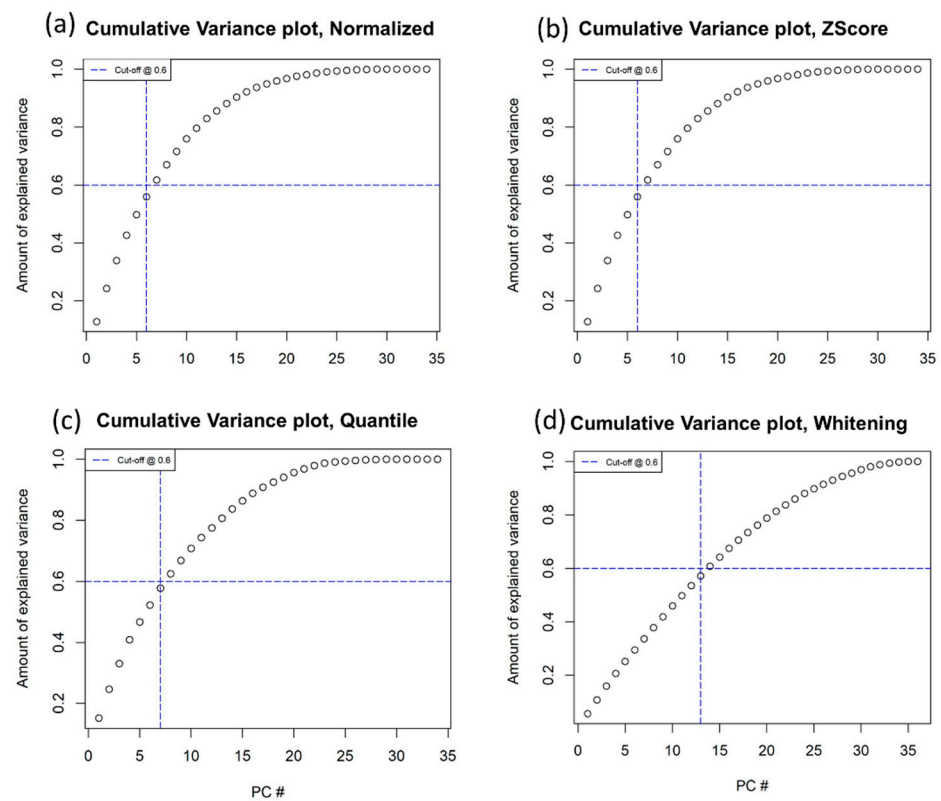 (a) Cumulative Variance plot, Normalized
Cut-off @ 0.6
Amount of explained variance
1.0
0.8
0.6
0.4
0.2
0 5 10 15 20 25 30 35
(b) Cumulative Variance plot, ZScore
Cut-off @ 0.6
Amount of explained variance
1.0
0.8
0.6
0.4
0.2
0 5 10 15 20 25 30 35
(c) Cumulative Variance plot, Quantile
Cut-off @ 0.6
Amount of explained variance
1.0
0.8
0.6
0.4
0.2
0 5 10 15 20 25 30 35
PC #
(d) Cumulative Variance plot, Whitening
Cut-off @ 0.6
Amount of explained variance
1.0
0.8
0.6
0.4
0.2
0 5 10 15 20 25 30 35
PC #